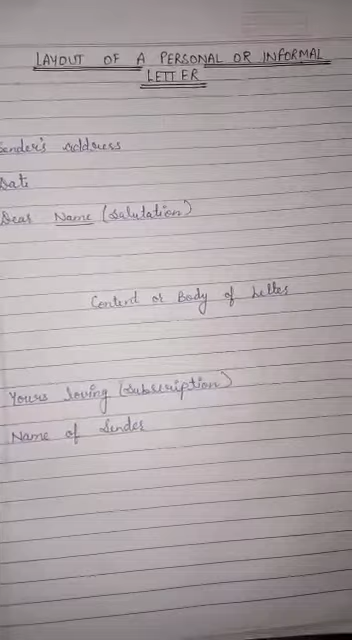 LAYOUT OF A PERSONAL OR INFORMAL
LETTER
Sender's address
Date
Dear Name (Salutation)
Content or Body of Letter
Yours loving (Subscription)
Name of Sender